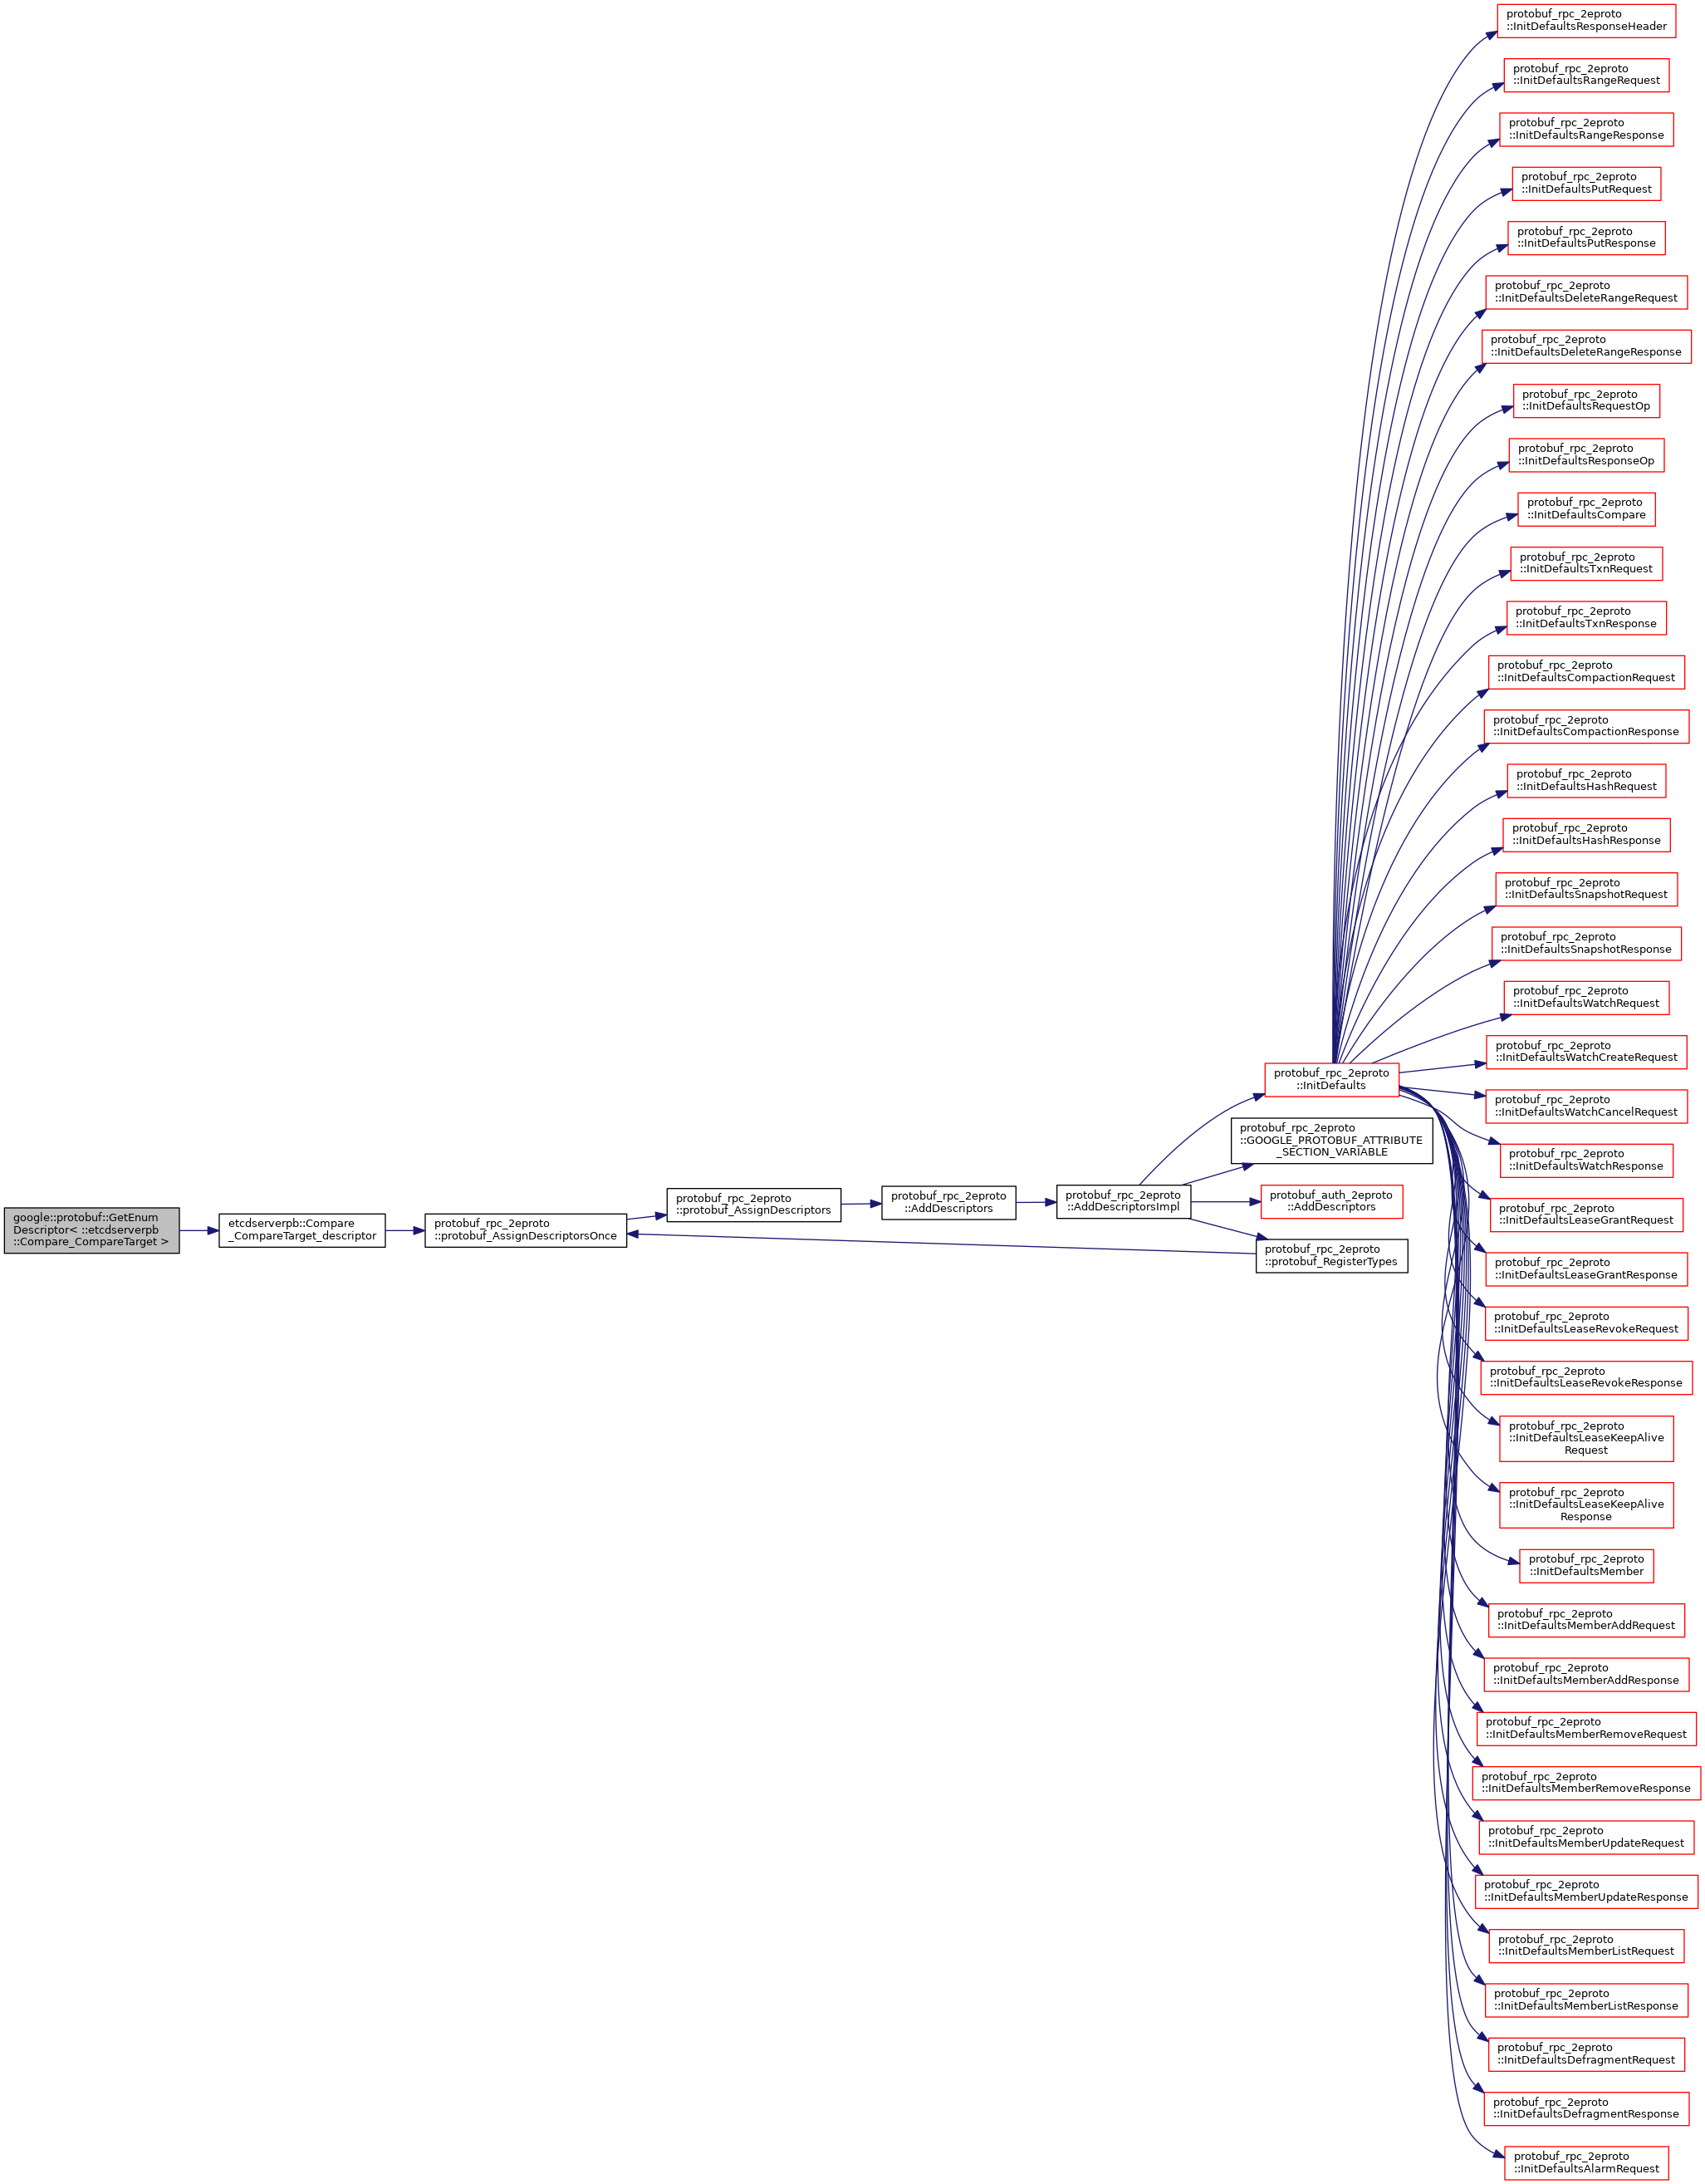 google::protobuf::GetEnum
Descriptor< ::etcdserverpb
::Compare_CompareTarget >
etcdserverpb::Compare
_CompareTarget_descriptor
protobuf_rpc_2eproto
::protobuf_AssignDescriptorsOnce
protobuf_rpc_2eproto
::protobuf_AssignDescriptors
protobuf_rpc_2eproto
::AddDescriptors
protobuf_rpc_2eproto
::AddDescriptorsImpl
protobuf_rpc_2eproto
::InitDefaults
protobuf_rpc_2eproto
::GOOGLE_PROTOBUF_ATTRIBUTE
_SECTION_VARIABLE
protobuf_auth_2eproto
::AddDescriptors
protobuf_rpc_2eproto
::protobuf_RegisterTypes
protobuf_rpc_2eproto
::InitDefaultsResponseHeader
protobuf_rpc_2eproto
::InitDefaultsRangeRequest
protobuf_rpc_2eproto
::InitDefaultsRangeResponse
protobuf_rpc_2eproto
::InitDefaultsPutRequest
protobuf_rpc_2eproto
::InitDefaultsPutResponse
protobuf_rpc_2eproto
::InitDefaultsDeleteRangeRequest
protobuf_rpc_2eproto
::InitDefaultsDeleteRangeResponse
protobuf_rpc_2eproto
::InitDefaultsRequestOp
protobuf_rpc_2eproto
::InitDefaultsResponseOp
protobuf_rpc_2eproto
::InitDefaultsCompare
protobuf_rpc_2eproto
::InitDefaultsTxnRequest
protobuf_rpc_2eproto
::InitDefaultsTxnResponse
protobuf_rpc_2eproto
::InitDefaultsCompactionRequest
protobuf_rpc_2eproto
::InitDefaultsCompactionResponse
protobuf_rpc_2eproto
::InitDefaultsHashRequest
protobuf_rpc_2eproto
::InitDefaultsHashResponse
protobuf_rpc_2eproto
::InitDefaultsSnapshotRequest
protobuf_rpc_2eproto
::InitDefaultsSnapshotResponse
protobuf_rpc_2eproto
::InitDefaultsWatchRequest
protobuf_rpc_2eproto
::InitDefaultsWatchCreateRequest
protobuf_rpc_2eproto
::InitDefaultsWatchCancelRequest
protobuf_rpc_2eproto
::InitDefaultsWatchResponse
protobuf_rpc_2eproto
::InitDefaultsLeaseGrantRequest
protobuf_rpc_2eproto
::InitDefaultsLeaseGrantResponse
protobuf_rpc_2eproto
::InitDefaultsLeaseRevokeRequest
protobuf_rpc_2eproto
::InitDefaultsLeaseRevokeResponse
protobuf_rpc_2eproto
::InitDefaultsLeaseKeepAlive
Request
protobuf_rpc_2eproto
::InitDefaultsLeaseKeepAlive
Response
protobuf_rpc_2eproto
::InitDefaultsMember
protobuf_rpc_2eproto
::InitDefaultsMemberAddRequest
protobuf_rpc_2eproto
::InitDefaultsMemberAddResponse
protobuf_rpc_2eproto
::InitDefaultsMemberRemoveRequest
protobuf_rpc_2eproto
::InitDefaultsMemberRemoveResponse
protobuf_rpc_2eproto
::InitDefaultsMemberUpdateRequest
protobuf_rpc_2eproto
::InitDefaultsMemberUpdateResponse
protobuf_rpc_2eproto
::InitDefaultsMemberListRequest
protobuf_rpc_2eproto
::InitDefaultsMemberListResponse
protobuf_rpc_2eproto
::InitDefaultsDefragmentRequest
protobuf_rpc_2eproto
::InitDefaultsDefragmentResponse
protobuf_rpc_2eproto
::InitDefaultsAlarmRequest